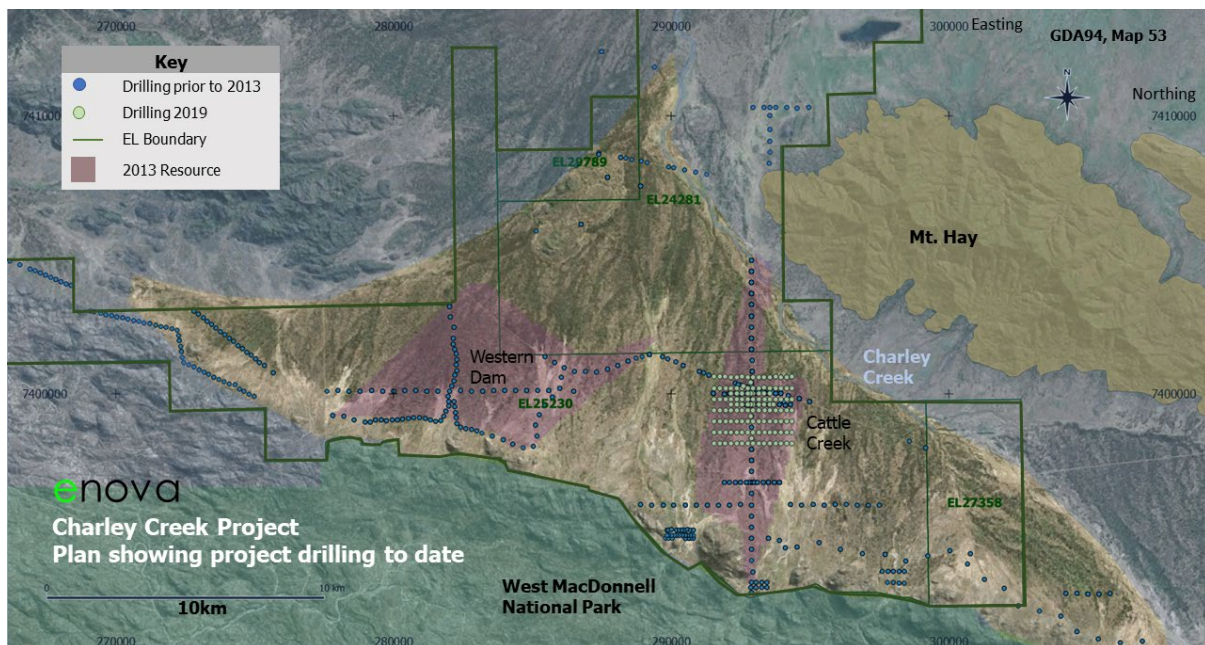 270000
280000
290000
300000 Easting
GDA94, Map 53
Key
Drilling prior to 2013
Drilling 2019
EL Boundary
2013 Resource
N
Northing
7410000
7410000
EL29789
EL24281
Mt. Hay
Western
Dam
Charley
Creek
7400000
7400000
EL25230
Cattle
Creek
EL27358
enova
Charley Creek Project
Plan showing project drilling to date
0
10 km
10km
West MacDonnell
National Park
270000
280000
290000
300000